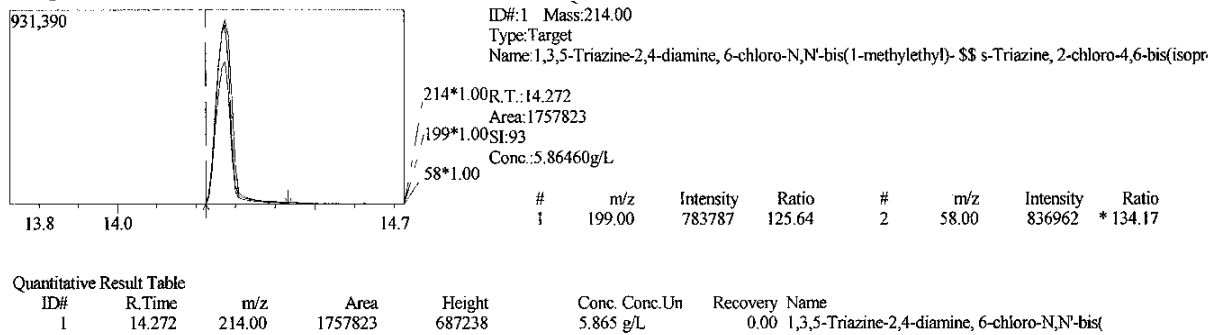 931,390
13.8 14.0 14.7
214*1.00
199*1.00
58*1.00
ID#:1 Mass:214.00
Type:Target
Name:1,3,5-Triazine-2,4-diamine, 6-chloro-N,N'-bis(1-methylethyl)- $$ s-Triazine, 2-chloro-4,6-bis(isopr-
R.T.:14.272
Area:1757823
SI:93
Conc.:5.86460g/L
# m/z Intensity Ratio # m/z Intensity Ratio
1 199.00 783787 125.64 2 58.00 836962 * 134.17
Quantitative Result Table
ID# R.Time m/z Area Height Conc. Conc.Un Recovery Name
1 14.272 214.00 1757823 687238 5.865 g/L 0.00 1,3,5-Triazine-2,4-diamine, 6-chloro-N,N'-bis(